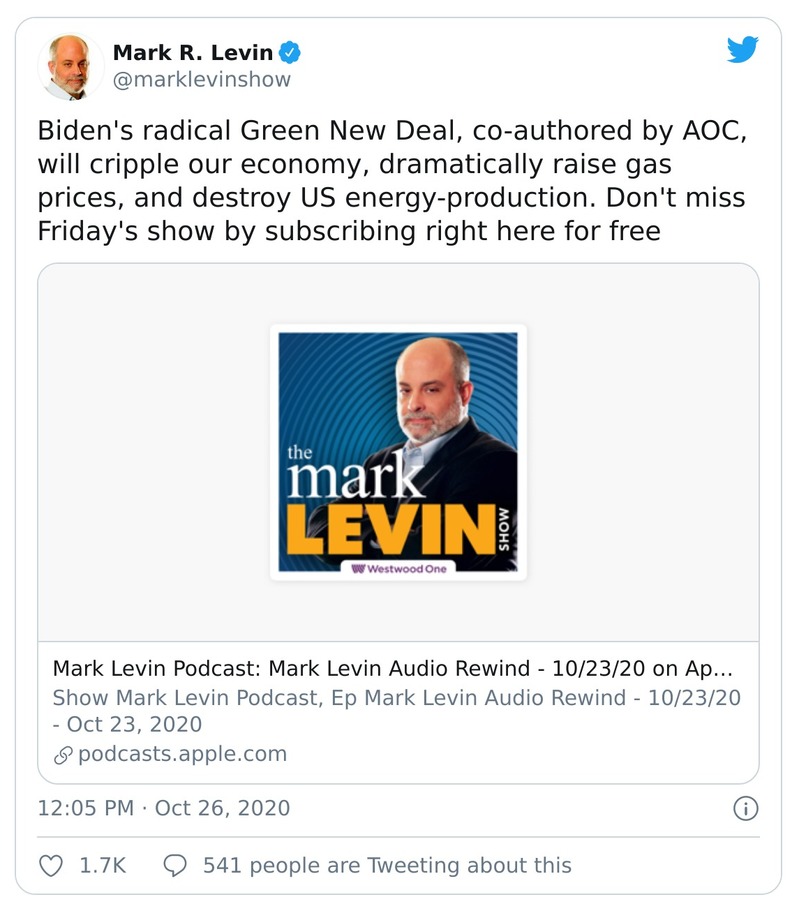 Mark R. Levin
@marklevinshow
Biden's radical Green New Deal, co-authored by AOC,
will cripple our economy, dramatically raise gas
prices, and destroy US energy-production. Don't miss
Friday's show by subscribing right here for free
the
mark
LEVIN
SHOW
Westwood One
Mark Levin Podcast: Mark Levin Audio Rewind - 10/23/20 on Ap...
Show Mark Levin Podcast, Ep Mark Levin Audio Rewind - 10/23/20
- Oct 23, 2020
podcasts.apple.com
12:05 PM · Oct 26, 2020
1.7K 541 people are Tweeting about this